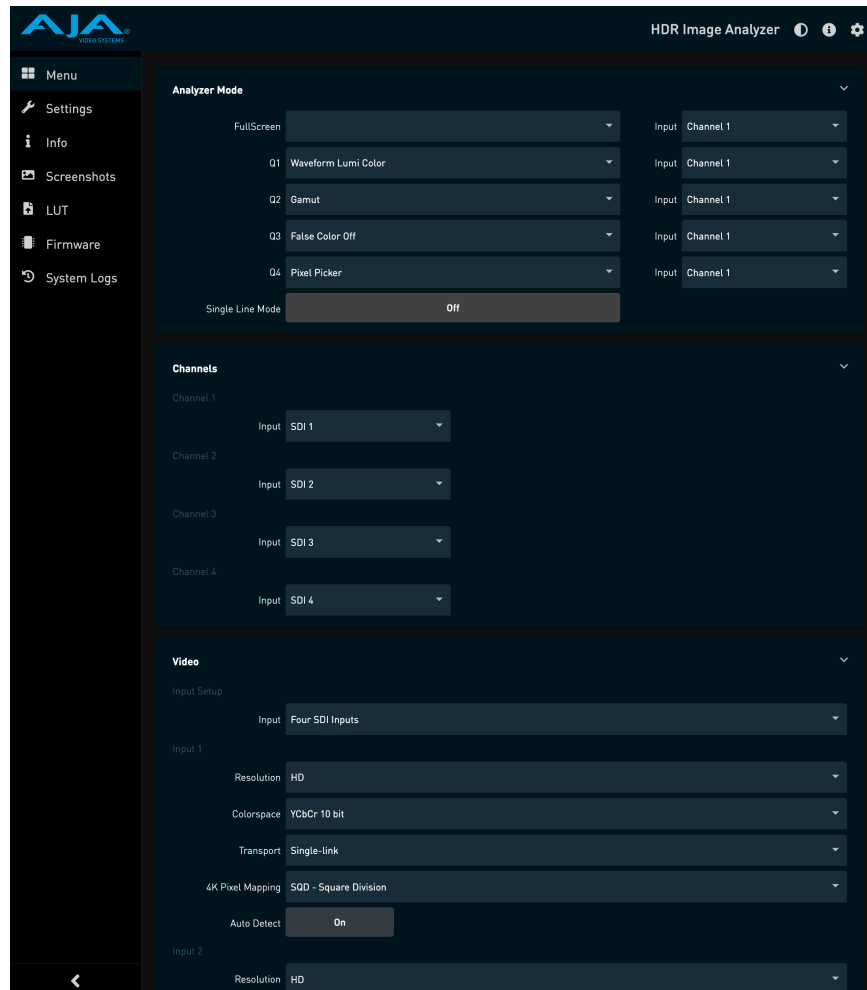 AJA
VIDEO SYSTEMS
HDR Image Analyzer
Menu
Settings
Info
Screenshots
LUT
Firmware
System Logs
Analyzer Mode
FullScreen Input Channel 1
Q1 Waveform Lumi Color Input Channel 1
Q2 Gamut Input Channel 1
Q3 False Color Off Input Channel 1
Q4 Pixel Picker Input Channel 1
Single Line Mode Off
Channels
Channel 1
Input SDI 1
Channel 2
Input SDI 2
Channel 3
Input SDI 3
Channel 4
Input SDI 4
Video
Input Setup
Input Four SDI Inputs
Input 1
Resolution HD
Colorspace YCbCr 10 bit
Transport Single-link
4K Pixel Mapping SQD - Square Division
Auto Detect On
Input 2
Resolution HD